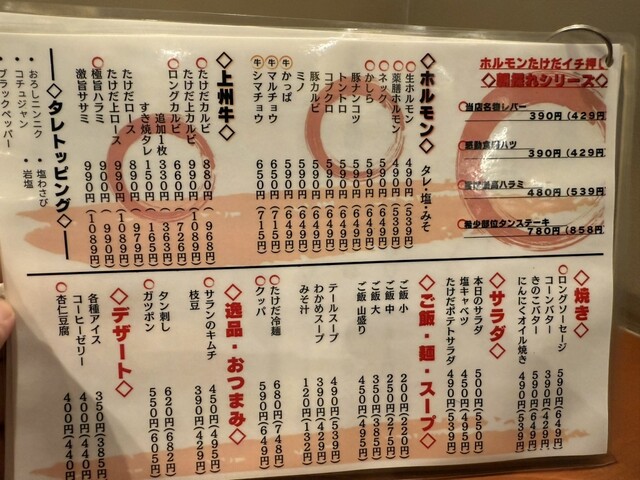 ホルモンたけだイチ押し
◇朝挽れシリーズ◇
当店名物レバー
390円(429円
390円(429円
480円(539円
希少部位タンステーキ
780円(858円
◇ホルモン◇ タレ・塩・みそ
生ホルモン 490円(539円)
薬膳ホルモン 490円(539円)
ネック 590円(649円)
かしら 590円(649円)
豚ナンコツ 590円(649円)
トントロ 590円(649円)
コブクロ 590円(649円)
豚カルビ 590円(649円)
ミノ 590円(649円)
牛 かっぱ 590円(649円)
牛 マルチョウ 650円(715円)
牛 シマチョウ 650円(715円)
◇上州牛◇
たけだカルビ 880円(968円)
たけだ上カルビ 990円(1089円)
ロングカルビ 660円(726円)
追加1枚 330円(363円)
すき焼タレ 150円(165円)
たけだロース 890円(979円)
たけだ上ロース 990円(1089円)
極旨ハラミ 990円(1089円)
激旨サガミ 990円(1089円)
◇タレトッピング◇
・おろしニンニク ・塩わさび
・コチュジャン ・岩塩
・ブラックペッパー
◇焼き◇
ロングソーセージ 590円(649円)
コーンバター 390円(429円)
きのこバター 490円(539円)
にんにくオイル焼き 490円(539円)
◇サラダ◇
本日のサラダ 500円(550円)
塩キャベツ 450円(495円)
たけだポテトサラダ 490円(539円)
◇ご飯・麺・スープ◇
ご飯 小 200円(220円)
ご飯 中 250円(275円)
ご飯 大 350円(385円)
ご飯 山盛り 450円(495円)
テールスープ 490円(539円)
わかめスープ 390円(429円)
みそ汁 120円(132円)
たけだ冷麺 680円(748円)
クッパ 590円(649円)
◇逸品・おつまみ◇
サランのキムチ 450円(495円)
枝豆 390円(429円)
タン刺し 620円(682円)
ガツポン 550円(605円)
◇デザート◇
各種アイス 350円(385円
コーヒーゼリー 400円(440円
杏仁豆腐 400円(440円